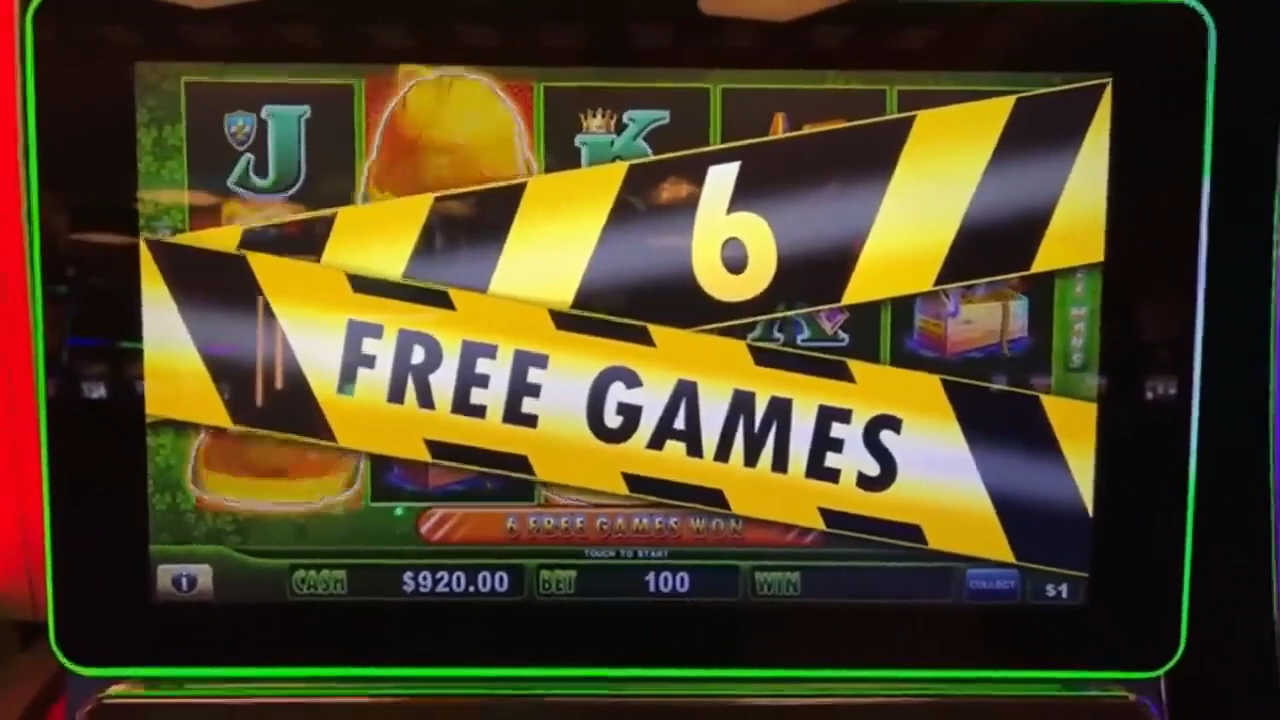 J
K
6
FREE GAMES
6 FREE GAMES WON
TOUCH TO START
i
CASH $920.00 BET 100 WIN COLLECT $1